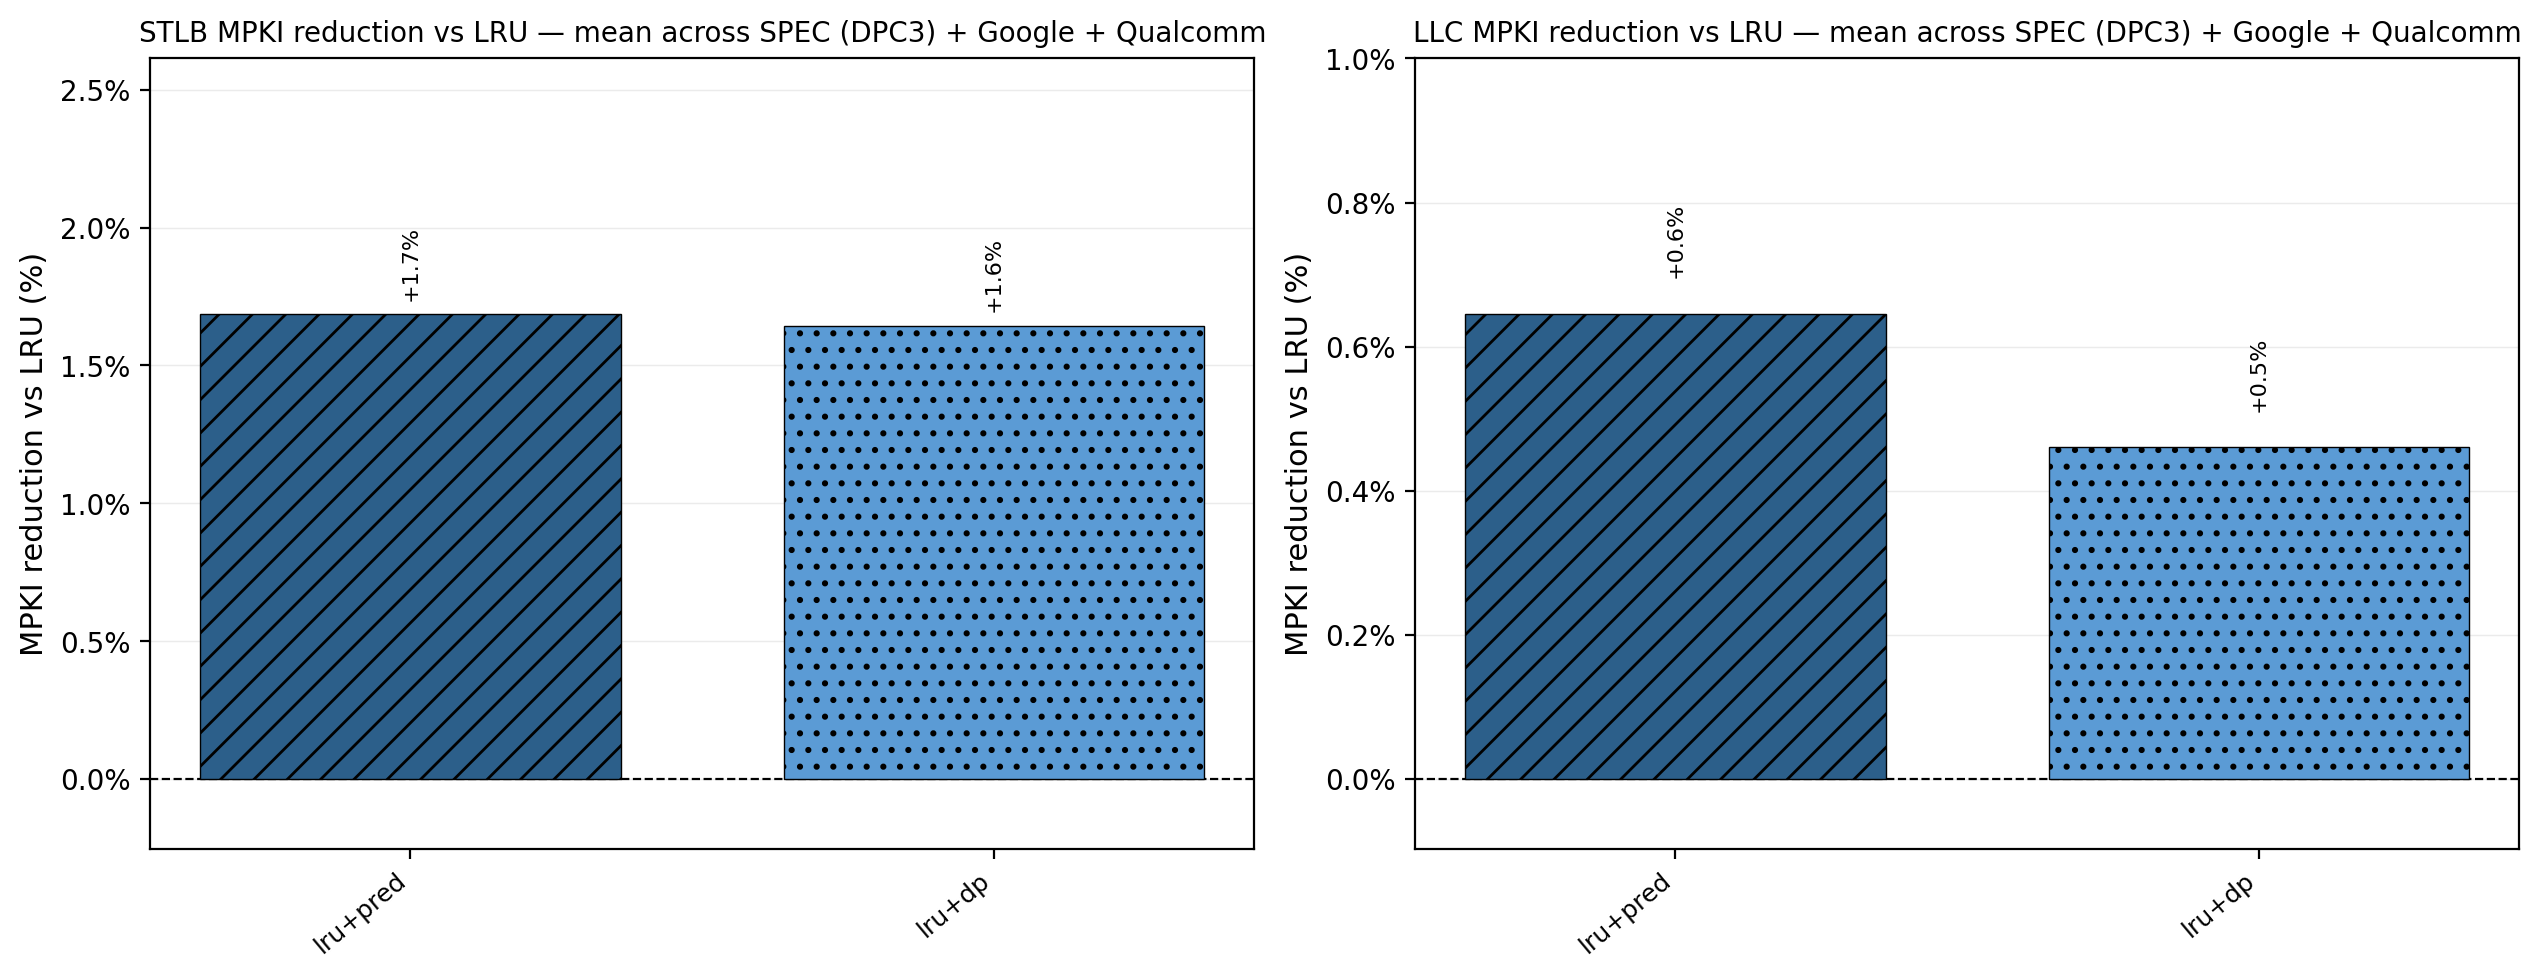 STLB MPKI reduction vs LRU — mean across SPEC (DPC3) + Google + Qualcomm
MPKI reduction vs LRU (%)
2.5%
2.0%
1.5%
1.0%
0.5%
0.0%
+1.7%
+1.6%
lru+pred
lru+dp
LLC MPKI reduction vs LRU — mean across SPEC (DPC3) + Google + Qualcomm
MPKI reduction vs LRU (%)
1.0%
0.8%
0.6%
0.4%
0.2%
0.0%
+0.6%
+0.5%
lru+pred
lru+dp